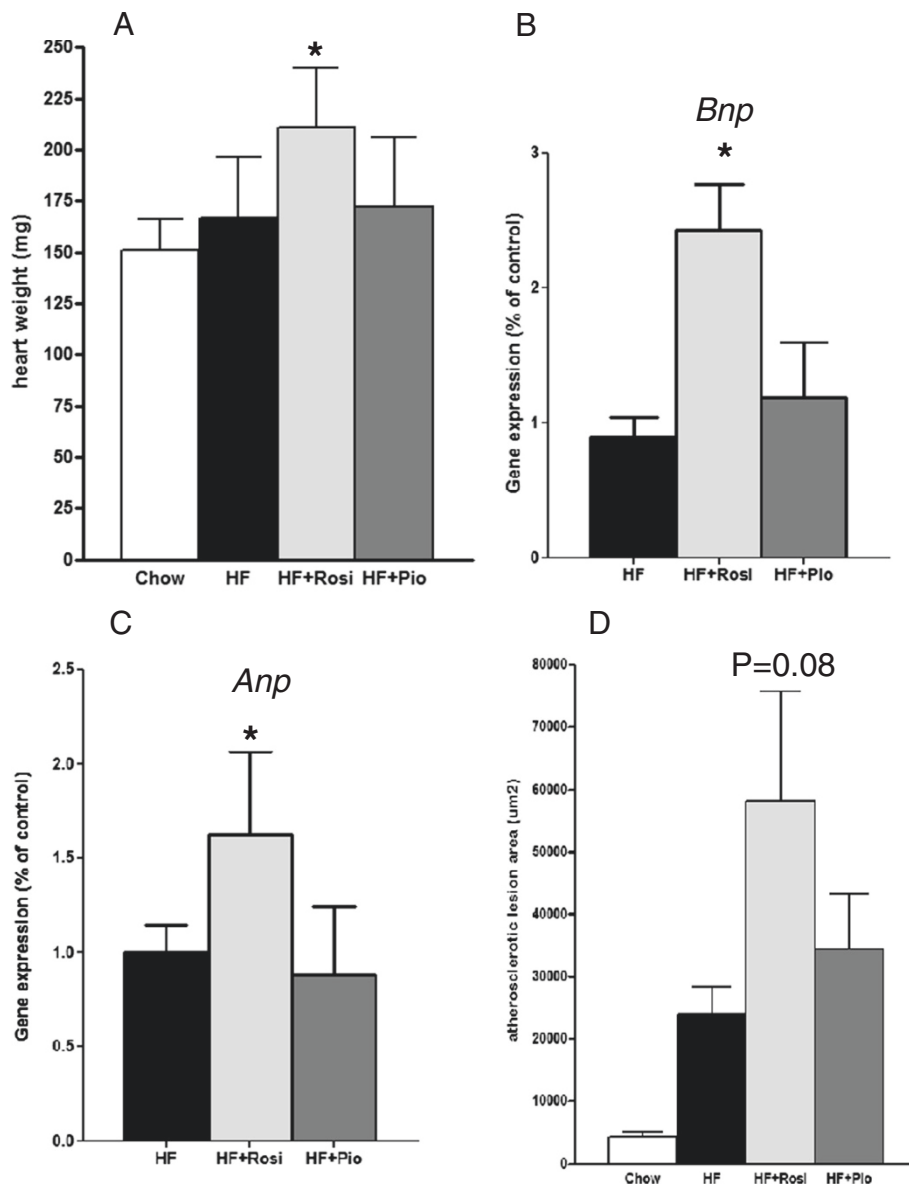 A
heart weight (mg)
250
225
200
175
150
125
100
75
50
25
0
*
Chow HF HF+Rosi HF+Pio
B
Bnp
*
Gene expression (% of control)
3
2
1
0
HF HF+RosI HF+PIo
C
Anp
*
Gene expression (% of control)
2.5
2.0
1.5
1.0
0.5
0.0
HF HF+Rosi HF+Pio
D
P=0.08
atherosclerotic lesion area (um2)
80000
70000
60000
50000
40000
30000
20000
10000
0
Chow HF HF+RosI HF+PIo